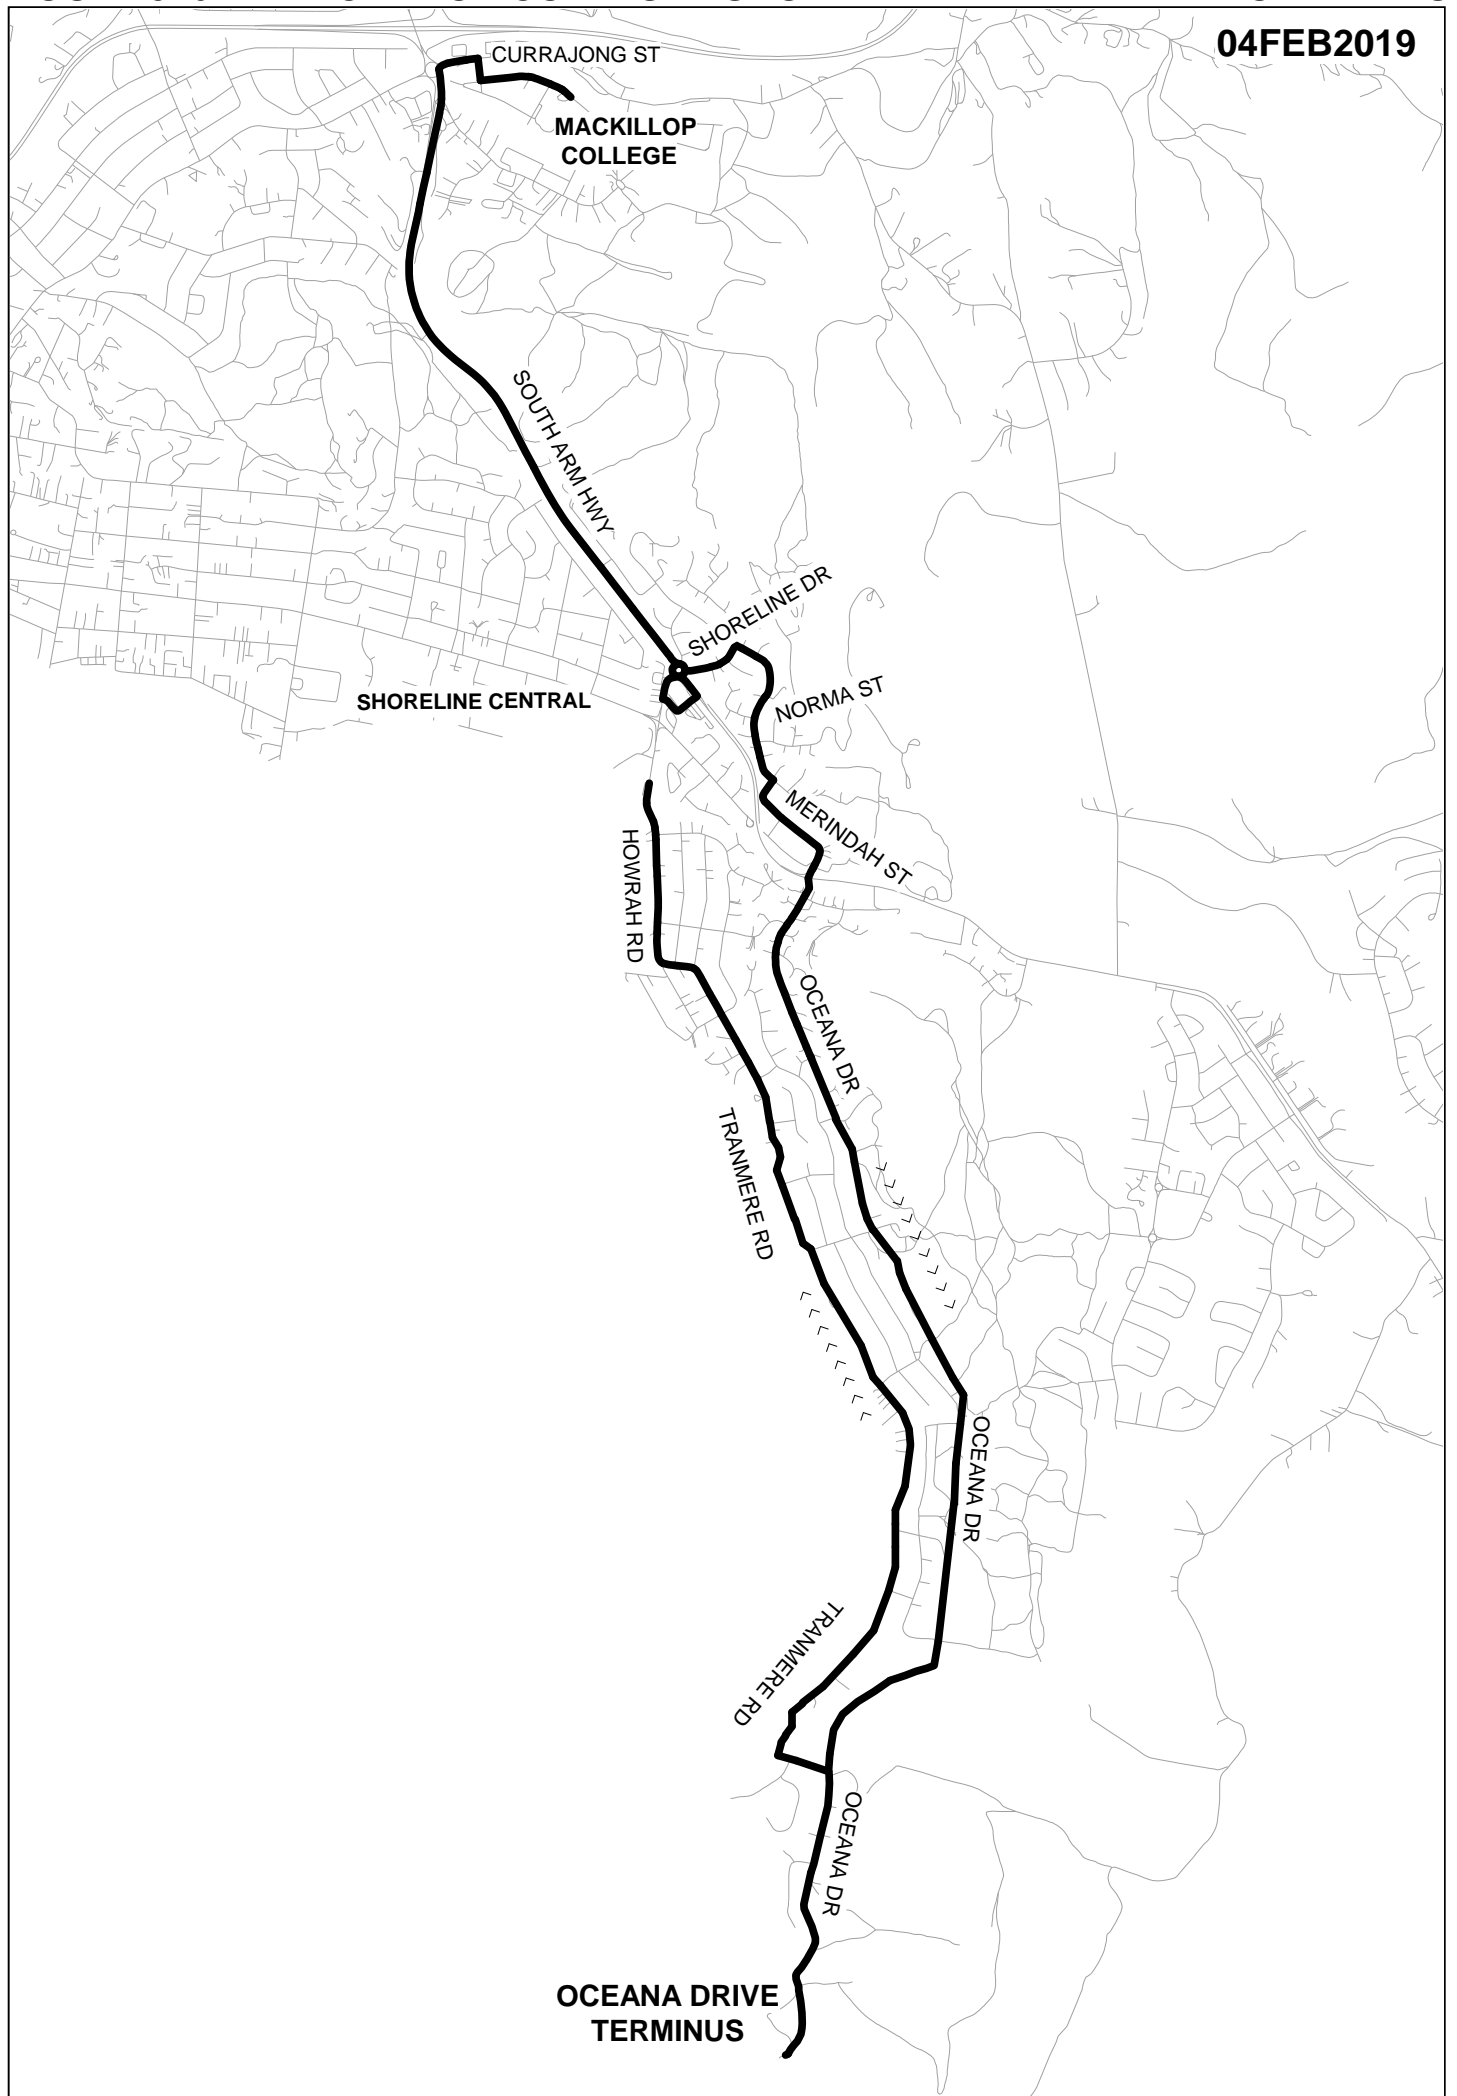 04FEB2019
CURRAJONG ST
MACKILLOP
COLLEGE
SOUTH ARM HWY
SHORELINE DR
SHORELINE CENTRAL
NORMA ST
MERINDAH ST
HOWRAH RD
OCEANA DR
TRANMERE RD
OCEANA DR
TRANMERE RD
OCEANA DR
OCEANA DRIVE
TERMINUS